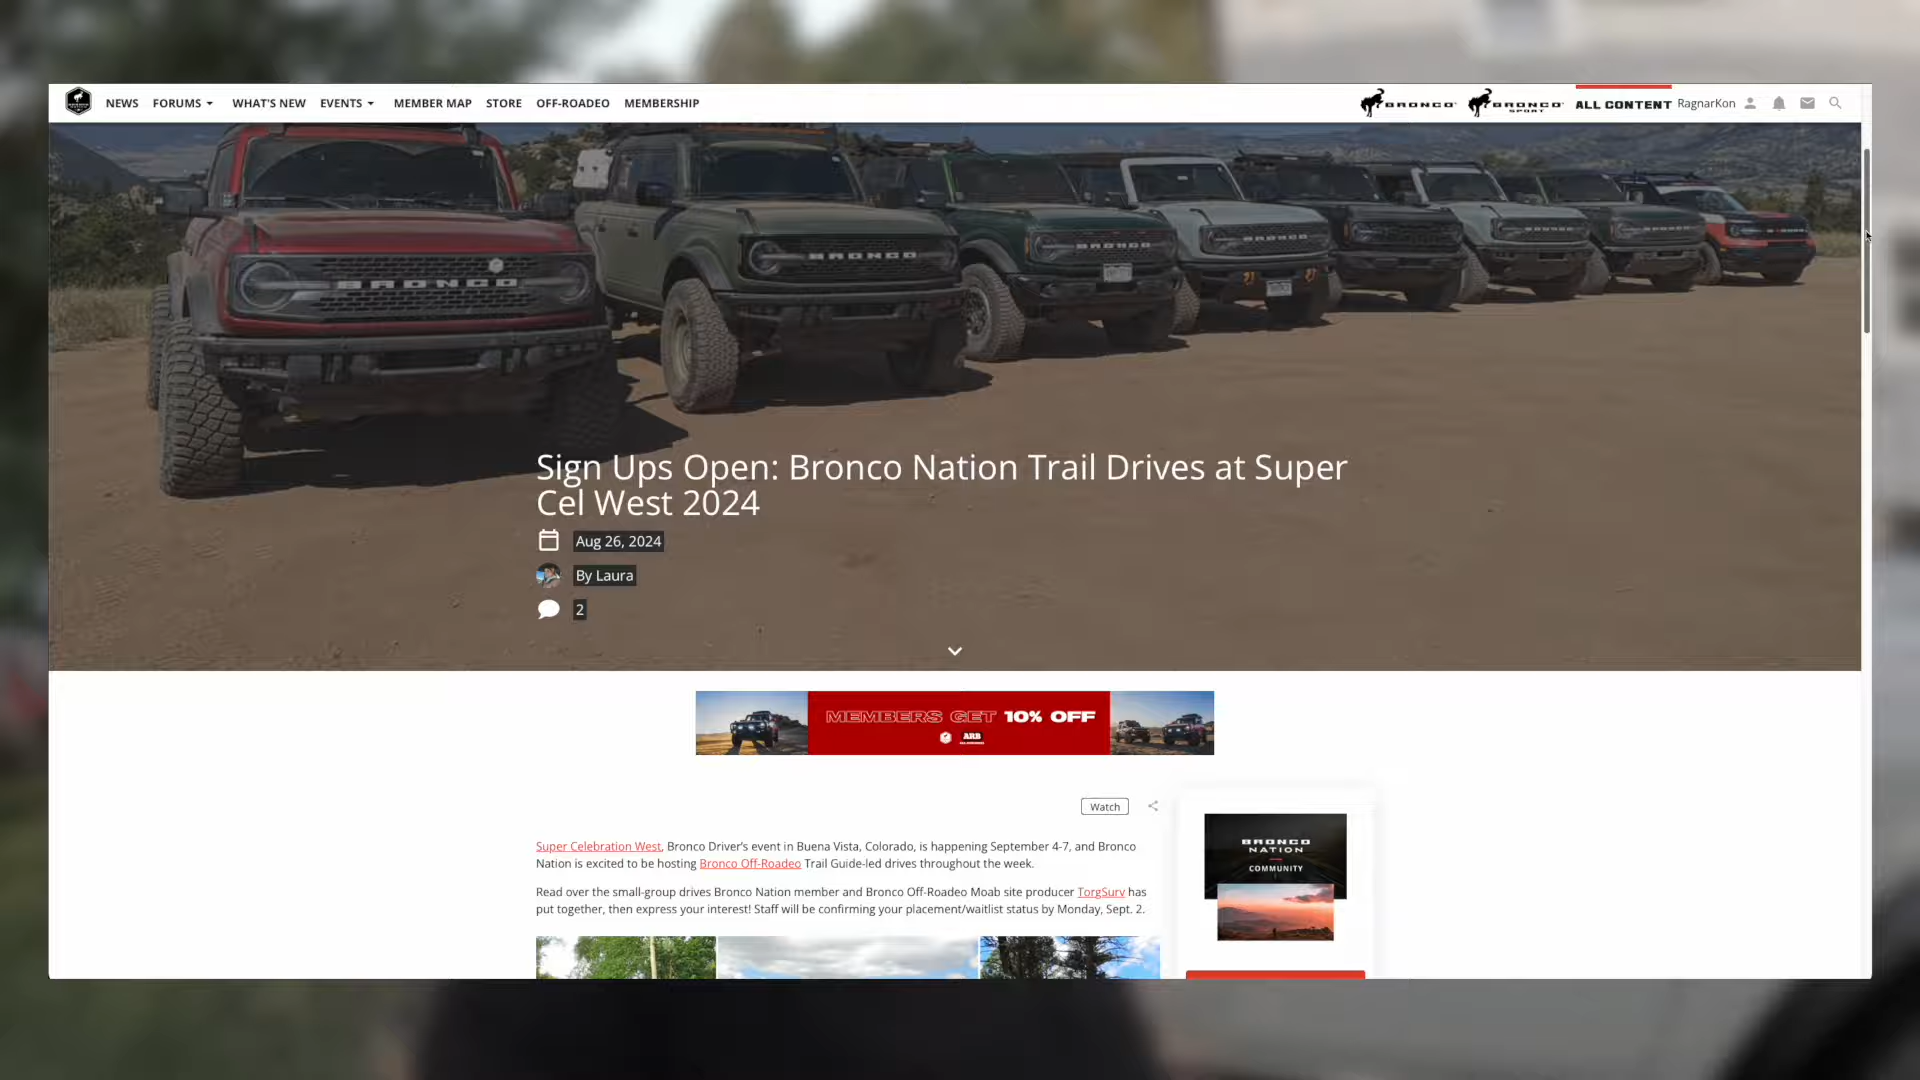 NEWS FORUMS WHAT'S NEW EVENTS MEMBER MAP STORE OFF-ROADEO MEMBERSHIP BRONCO BRONCO SPORT ALL CONTENT RagnarKon
BRONCO BRONCO BRONCO BRONCO BRONCO BRONCO BRONCO
Sign Ups Open: Bronco Nation Trail Drives at Super
Cel West 2024
Aug 26, 2024
By Laura
2
MEMBERS GET 10% OFF
ARB
Watch
Super Celebration West, Bronco Driver's event in Buena Vista, Colorado, is happening September 4-7, and Bronco
Nation is excited to be hosting Bronco Off-Roadeo Trail Guide-led drives throughout the week.
Read over the small-group drives Bronco Nation member and Bronco Off-Roadeo Moab site producer TorgSurv has
put together, then express your interest! Staff will be confirming your placement/waitlist status by Monday, Sept. 2.
BRONCO
NATION
COMMUNITY